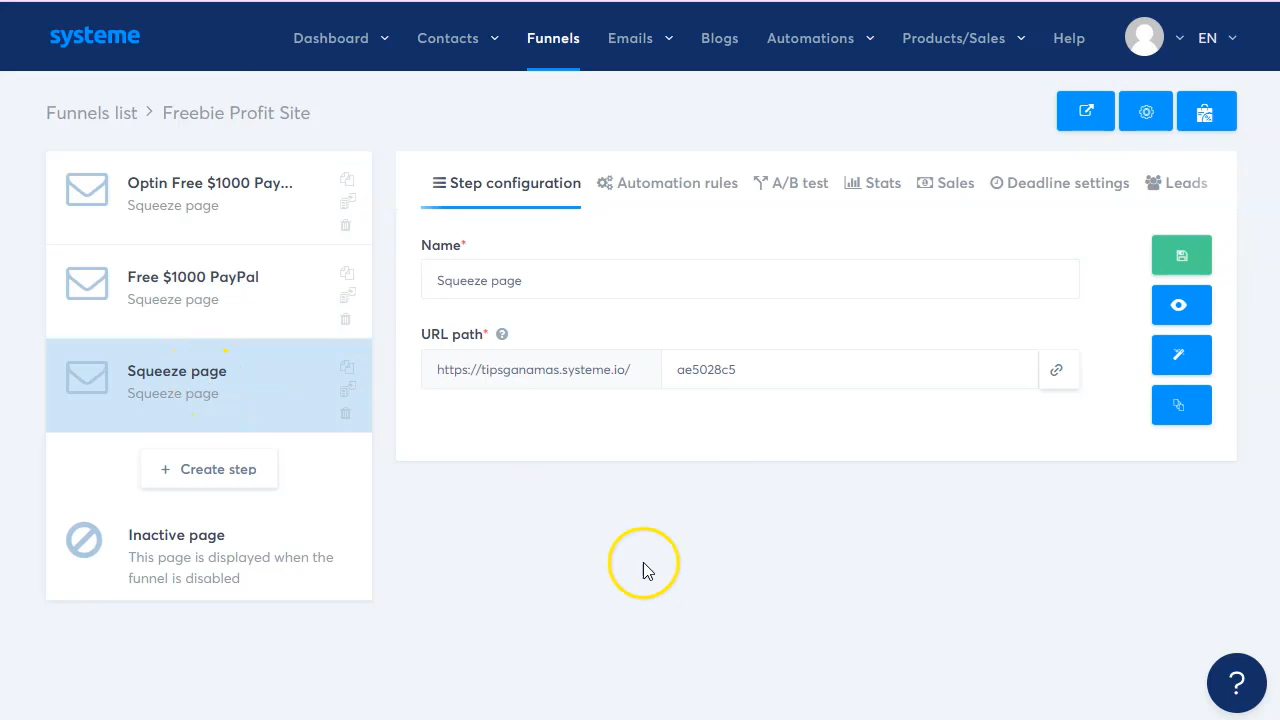 systeme
Dashboard Contacts Funnels Emails Blogs Automations Products/Sales Help EN
Funnels list > Freebie Profit Site
Optin Free $1000 Pay...
Squeeze page
Free $1000 PayPal
Squeeze page
Squeeze page
Squeeze page
+ Create step
Inactive page
This page is displayed when the
funnel is disabled
Step configuration Automation rules A/B test Stats Sales Deadline settings Leads
Name*
Squeeze page
URL path* ?
https://tipsganamas.systeme.io/ ae5028c5
?